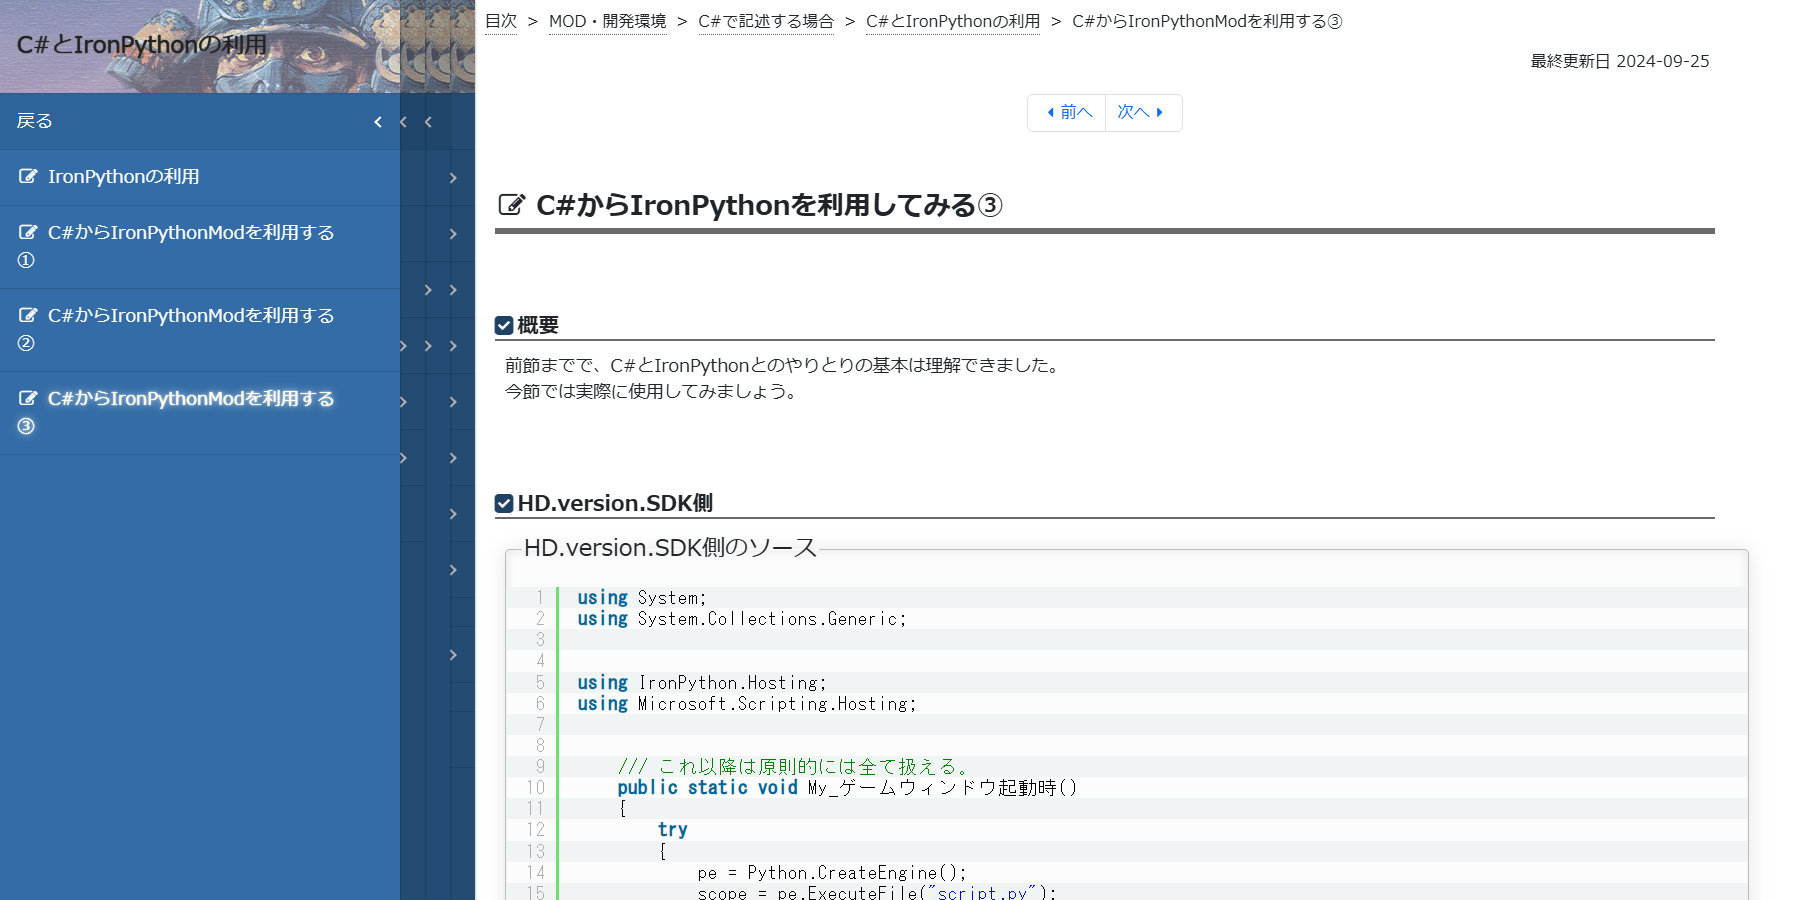 C#とIronPythonの利用
戻る
IronPythonの利用
C#からIronPythonModを利用する
①
C#からIronPythonModを利用する
②
C#からIronPythonModを利用する
③
目次 > MOD・開発環境 > C#で記述する場合 > C#とIronPythonの利用 > C#からIronPythonModを利用する③
最終更新日 2024-09-25
前へ 次へ
C#からIronPythonを利用してみる③
概要
前節までで、C#とIronPythonとのやりとりの基本は理解できました。
今節では実際に使用してみましょう。
HD.version.SDK側
HD.version.SDK側のソース
1 using System;
2 using System.Collections.Generic;
3
4
5 using IronPython.Hosting;
6 using Microsoft.Scripting.Hosting;
7
8
9 /// これ以降は原則的には全て扱える。
10 public static void My_ゲームウィンドウ起動時()
11 {
12 try
13 {
14 pe = Python.CreateEngine();
15 scope = pe.ExecuteFile("script.py");